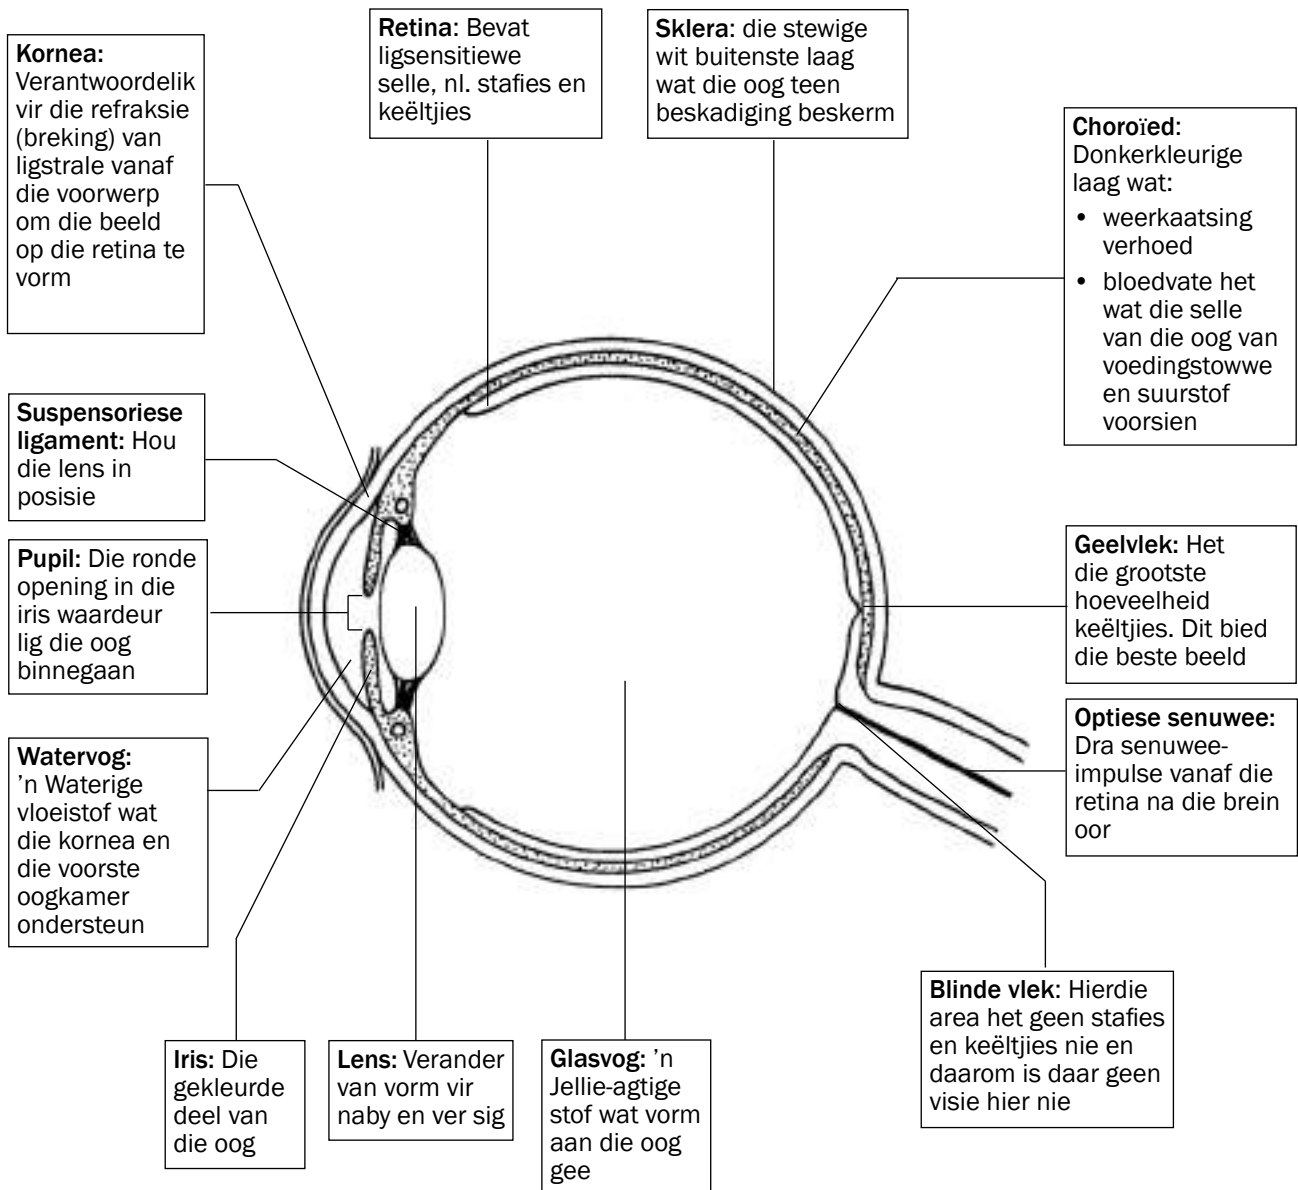 Kornea:
Verantwoordelik
vir die refraksie
(breking) van
ligstrale vanaf
die voorwerp
om die beeld
op die retina te
vorm
Retina: Bevat
ligsensitiewe
selle, nl. stafies en
keëltjies
Sklera: die stewige
wit buitenste laag
wat die oog teen
beskadiging beskerm
Choroïed:
Donkerkleurige
laag wat:
• weerkaatsing
verhoed
• bloedvate het
wat die selle
van die oog van
voedingstowwe
en suurstof
voorsien
Suspensoriese
ligament: Hou
die lens in
posisie
Pupil: Die ronde
opening in die
iris waardeur
lig die oog
binnegaan
Watervog:
'n Waterige
vloeistof wat
die kornea en
die voorste
oogkamer
ondersteun
Geelvlek: Het
die grootste
hoeveelheid
keëltjies. Dit bied
die beste beeld
Optiese senuwee:
Dra senuwee-
impulse vanaf die
retina na die brein
oor
Iris: Die
gekleurde
deel van
die oog
Lens: Verander
van vorm vir
naby en ver sig
Glasvog: 'n
Jellie-agtige
stof wat vorm
aan die oog
gee
Blinde vlek: Hierdie
area het geen stafies
en keëltjies nie en
daarom is daar geen
visie hier nie